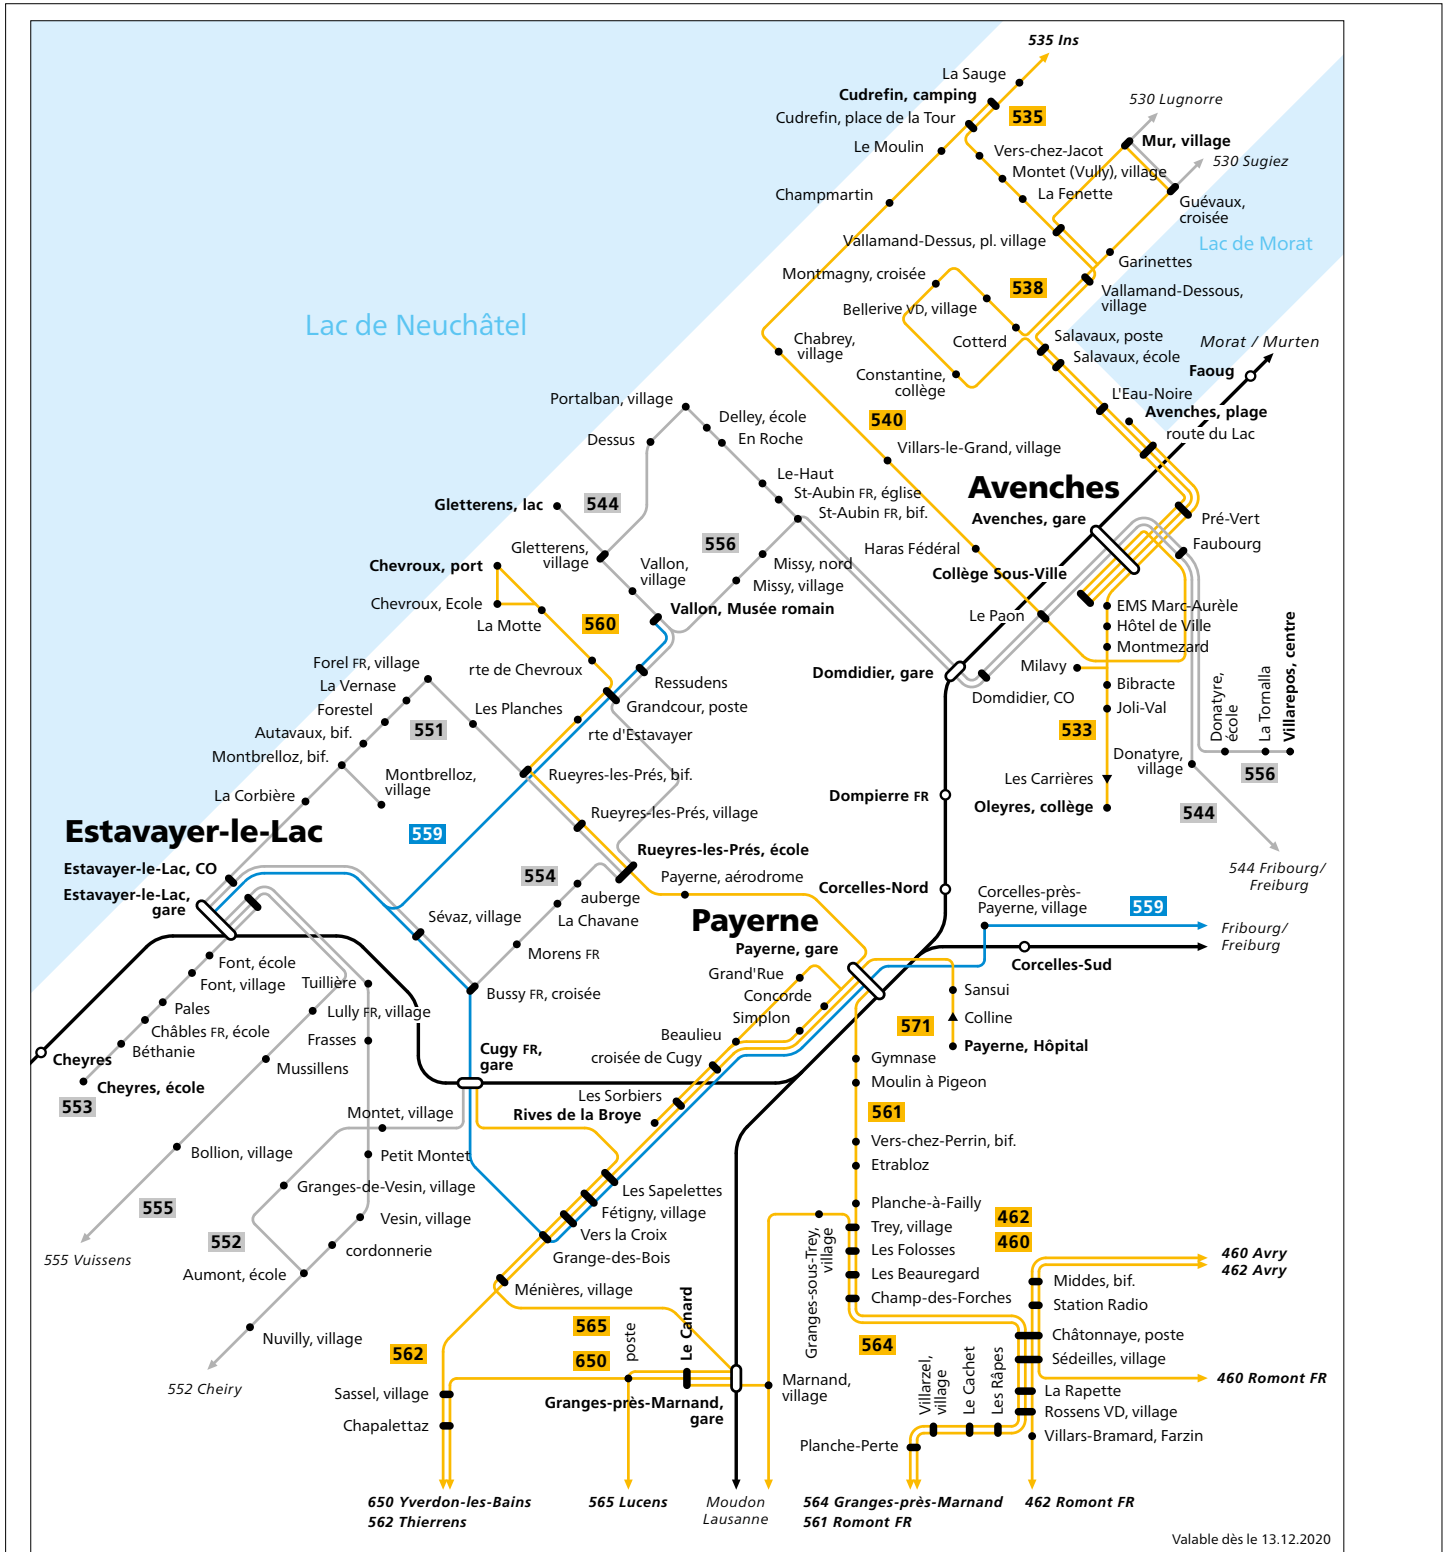 535 Ins
La Sauge
Cudrefin, camping
530 Lugnorre
Cudrefin, place de la Tour
535
Le Moulin
Vers-chez-Jacot
Mur, village
Montet (Vully), village
530 Sugiez
Champmartin
La Fenette
Guévaux,
croisée
Vallamand-Dessus, pl. village
Lac de Morat
Garinettes
Montmagny, croisée
538
Vallamand-Dessous,
village
Bellerive VD, village
Lac de Neuchâtel
Chabrey,
village
Cotterd
Salavaux, poste
Morat / Murten
Salavaux, école
Constantine,
collège
Faoug
Portalban, village
L'Eau-Noire
Delley, école
Avenches, plage
540
Dessus
En Roche
route du Lac
Villars-le-Grand, village
Le-Haut
Avenches
St-Aubin FR, église
Gletterens, lac
544
St-Aubin FR, bif.
Avenches, gare
Pré-Vert
556
Faubourg
Gletterens,
village
Haras Fédéral
Vallon,
village
Missy, nord
Chevroux, port
Collège Sous-Ville
Missy, village
Chevroux, Ecole
Vallon, Musée romain
EMS Marc-Aurèle
La Motte
560
Le Paon
Hôtel de Ville
Montmezard
Forel FR, village
rte de Chevroux
Domdidier, gare
Milavy
La Vernase
Ressudens
Bibracte
Domdidier, CO
Forestel
Les Planches
Grandcour, poste
Joli-Val
Donatyre,
école
La Tornalla
Villarepos, centre
Autavaux, bif.
551
rte d'Estavayer
533
Montbrelloz, bif.
Donatyre,
village
Montbrelloz,
village
Rueyres-les-Prés, bif.
Les Carrières
556
La Corbière
Dompierre FR
Oleyres, collège
Rueyres-les-Prés, village
544
Estavayer-le-Lac
559
Rueyres-les-Prés, école
Estavayer-le-Lac, CO
554
Payerne, aérodrome
Corcelles-Nord
544 Fribourg/
Freiburg
Estavayer-le-Lac,
gare
auberge
Corcelles-près-
Payerne, village
559
Sévaz, village
La Chavane
Payerne
Fribourg/
Freiburg
Morens FR
Payerne, gare
Font, école
Corcelles-Sud
Font, village
Tuillière
Bussy FR, croisée
Grand'Rue
Sansui
Pales
Lully FR, village
Concorde
Châbles FR, école
Simplon
571
Colline
Béthanie
Frasses
Beaulieu
Cheyres
Cugy FR,
gare
croisée de Cugy
Gymnase
Payerne, Hôpital
Mussillens
Cheyres, école
Moulin à Pigeon
553
Les Sorbiers
Montet, village
Rives de la Broye
561
Bollion, village
Petit Montet
Vers-chez-Perrin, bif.
Etrabloz
Granges-de-Vesin, village
Les Sapelettes
Planche-à-Failly
555
Fétigny, village
Vesin, village
Trey, village
462
Vers la Croix
552
Les Folosses
460
cordonnerie
Grange-des-Bois
Granges-sous-Trey,
village
555 Vuissens
460 Avry
Aumont, école
Les Beauregard
462 Avry
Ménières, village
Middes, bif.
Champ-des-Forches
Station Radio
Nuvilly, village
565
Le Canard
Châtonnaye, poste
562
poste
564
Sédeilles, village
650
552 Cheiry
Marnand,
village
Villarzel,
village
Le Cachet
Les Râpes
460 Romont FR
Sassel, village
La Rapette
Granges-près-Marnand,
gare
Rossens VD, village
Chapalettaz
Villars-Bramard, Farzin
Planche-Perte
650 Yverdon-les-Bains
562 Thierrens
565 Lucens
Moudon
Lausanne
564 Granges-près-Marnand
561 Romont FR
462 Romont FR
Valable dès le 13.12.2020